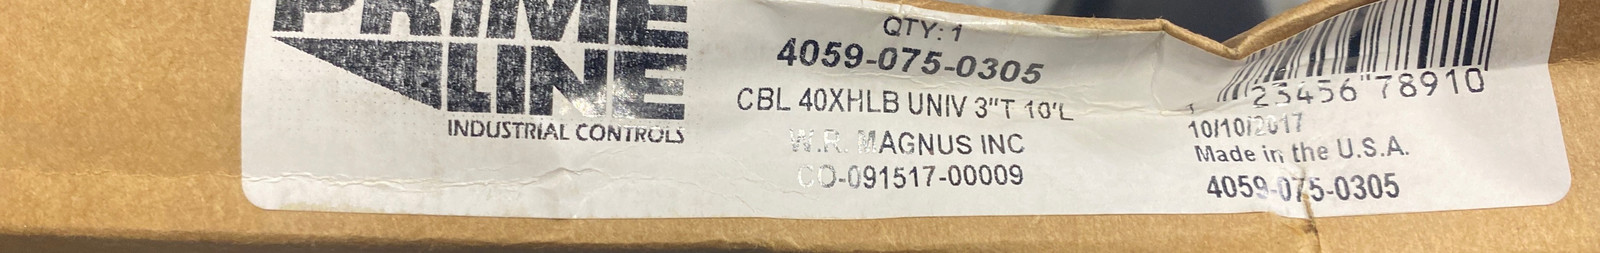 PRIME
LINE
INDUSTRIAL CONTROLS
QTY: 1
4059-075-0305
CBL 40XHLB UNIV 3"T 10'L
W.R. MAGNUS INC
CO-091517-00009
1 23456 78910
10/10/2017
Made in the U.S.A.
4059-075-0305